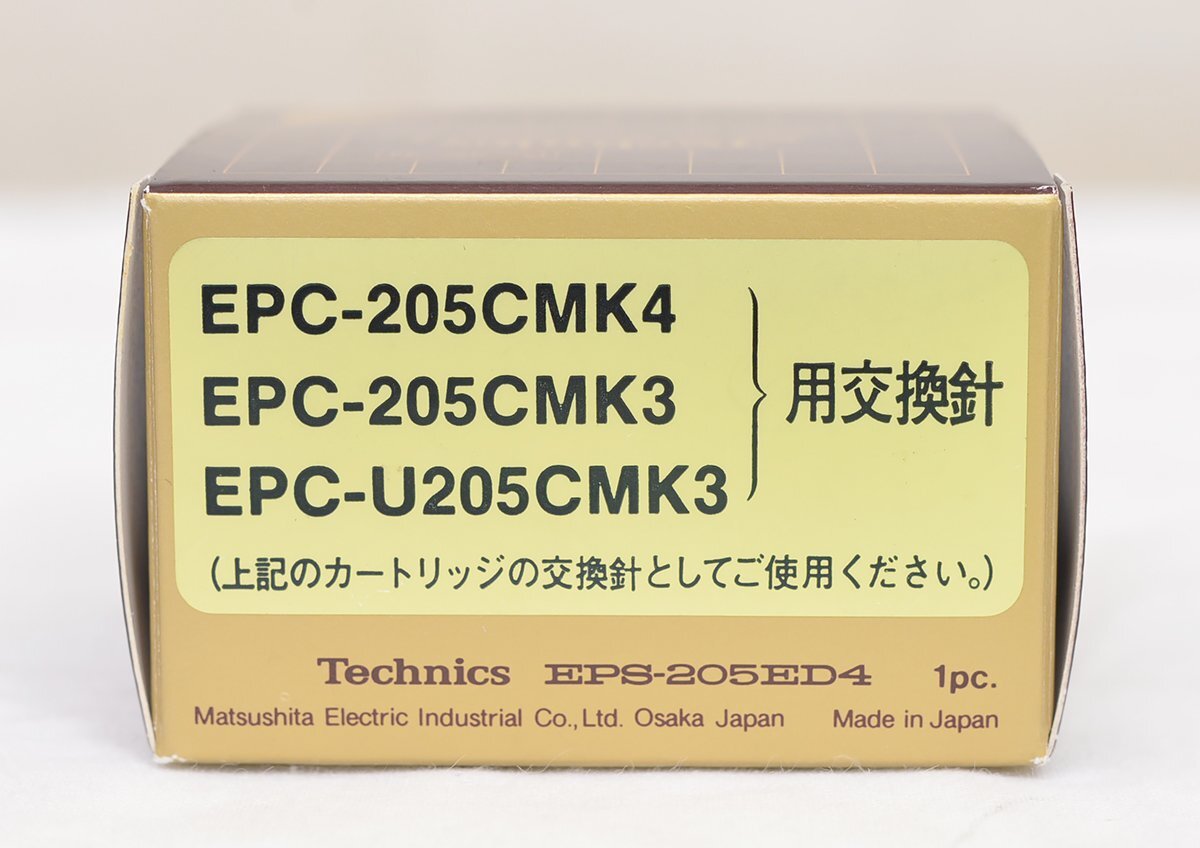 EPC-205CMK4
EPC-205CMK3
EPC-U205CMK3
用交換針
(上記のカートリッジの交換針としてご使用ください。)
Technics EPS-205ED4 1pc.
Matsushita Electric Industrial Co.,Ltd. Osaka Japan Made in Japan